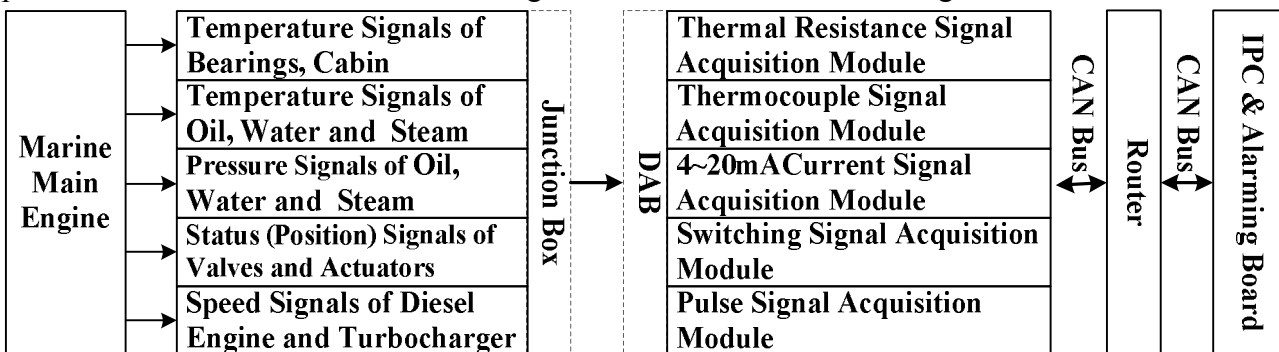 Marine
Main
Engine
Temperature Signals of
Bearings, Cabin
Temperature Signals of
Oil, Water and Steam
Pressure Signals of Oil,
Water and Steam
Status (Position) Signals of
Valves and Actuators
Speed Signals of Diesel
Engine and Turbocharger
Junction Box
DAB
Thermal Resistance Signal
Acquisition Module
Thermocouple Signal
Acquisition Module
4~20mACurrent Signal
Acquisition Module
Switching Signal Acquisition
Module
Pulse Signal Acquisition
Module
CAN Bus
Router
CAN Bus
IPC & Alarming Board